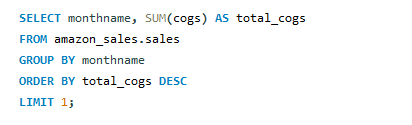 SELECT monthname, SUM(cogs) AS total_cogs
FROM amazon_sales.sales
GROUP BY monthname
ORDER BY total_cogs DESC
LIMIT 1;